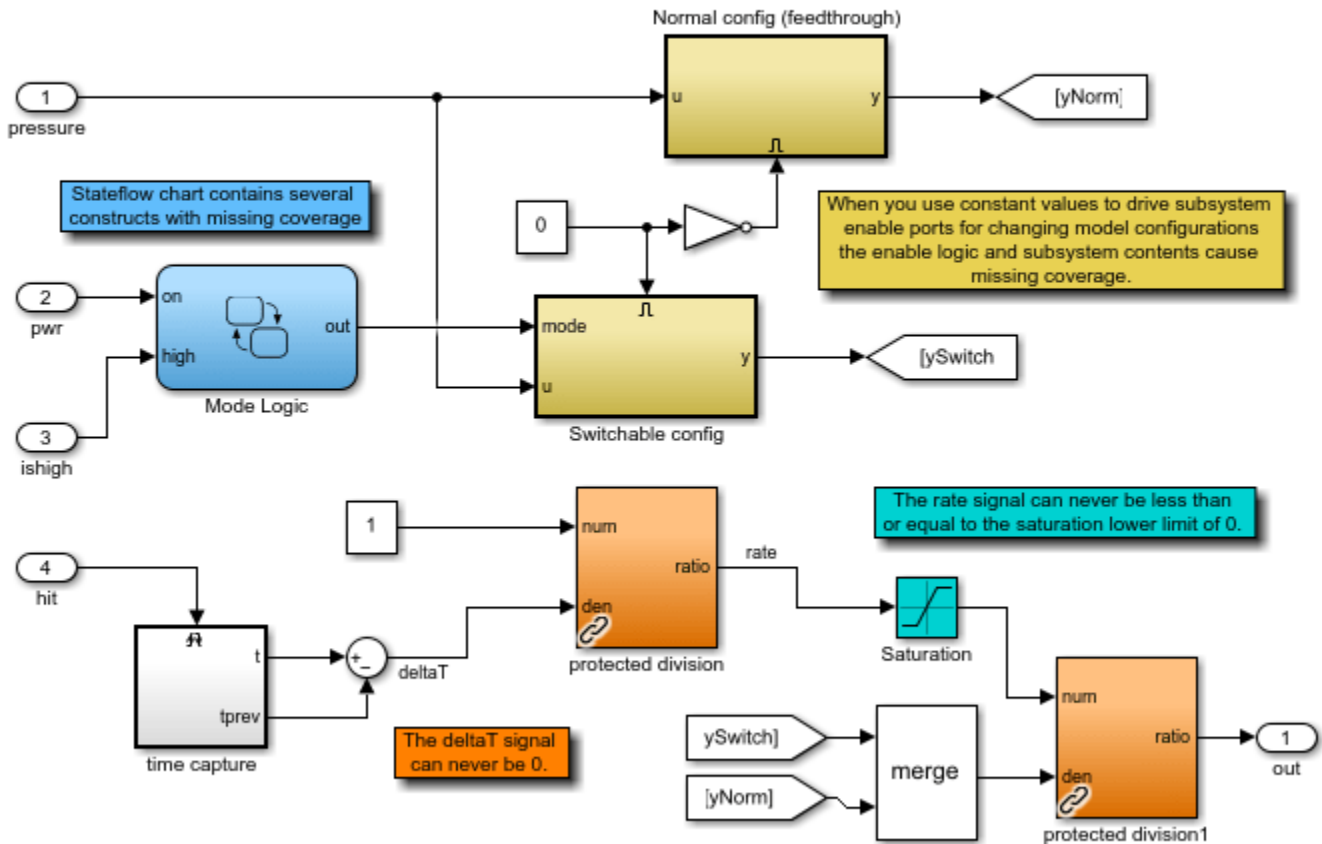 Normal config (feedthrough)
1
u
y
[yNorm]
pressure
Stateflow chart contains several
constructs with missing coverage
0
When you use constant values to drive subsystem
enable ports for changing model configurations
the enable logic and subsystem contents cause
missing coverage.
2
on
pwr
out
mode
high
y
[ySwitch
u
Mode Logic
3
ishigh
Switchable config
The rate signal can never be less than
or equal to the saturation lower limit of 0.
1
num
rate
4
ratio
hit
den
t
+
-
deltaT
protected division
Saturation
tprev
num
The deltaT signal
can never be 0.
ySwitch]
ratio
1
time capture
merge
out
den
[yNorm]
protected division1